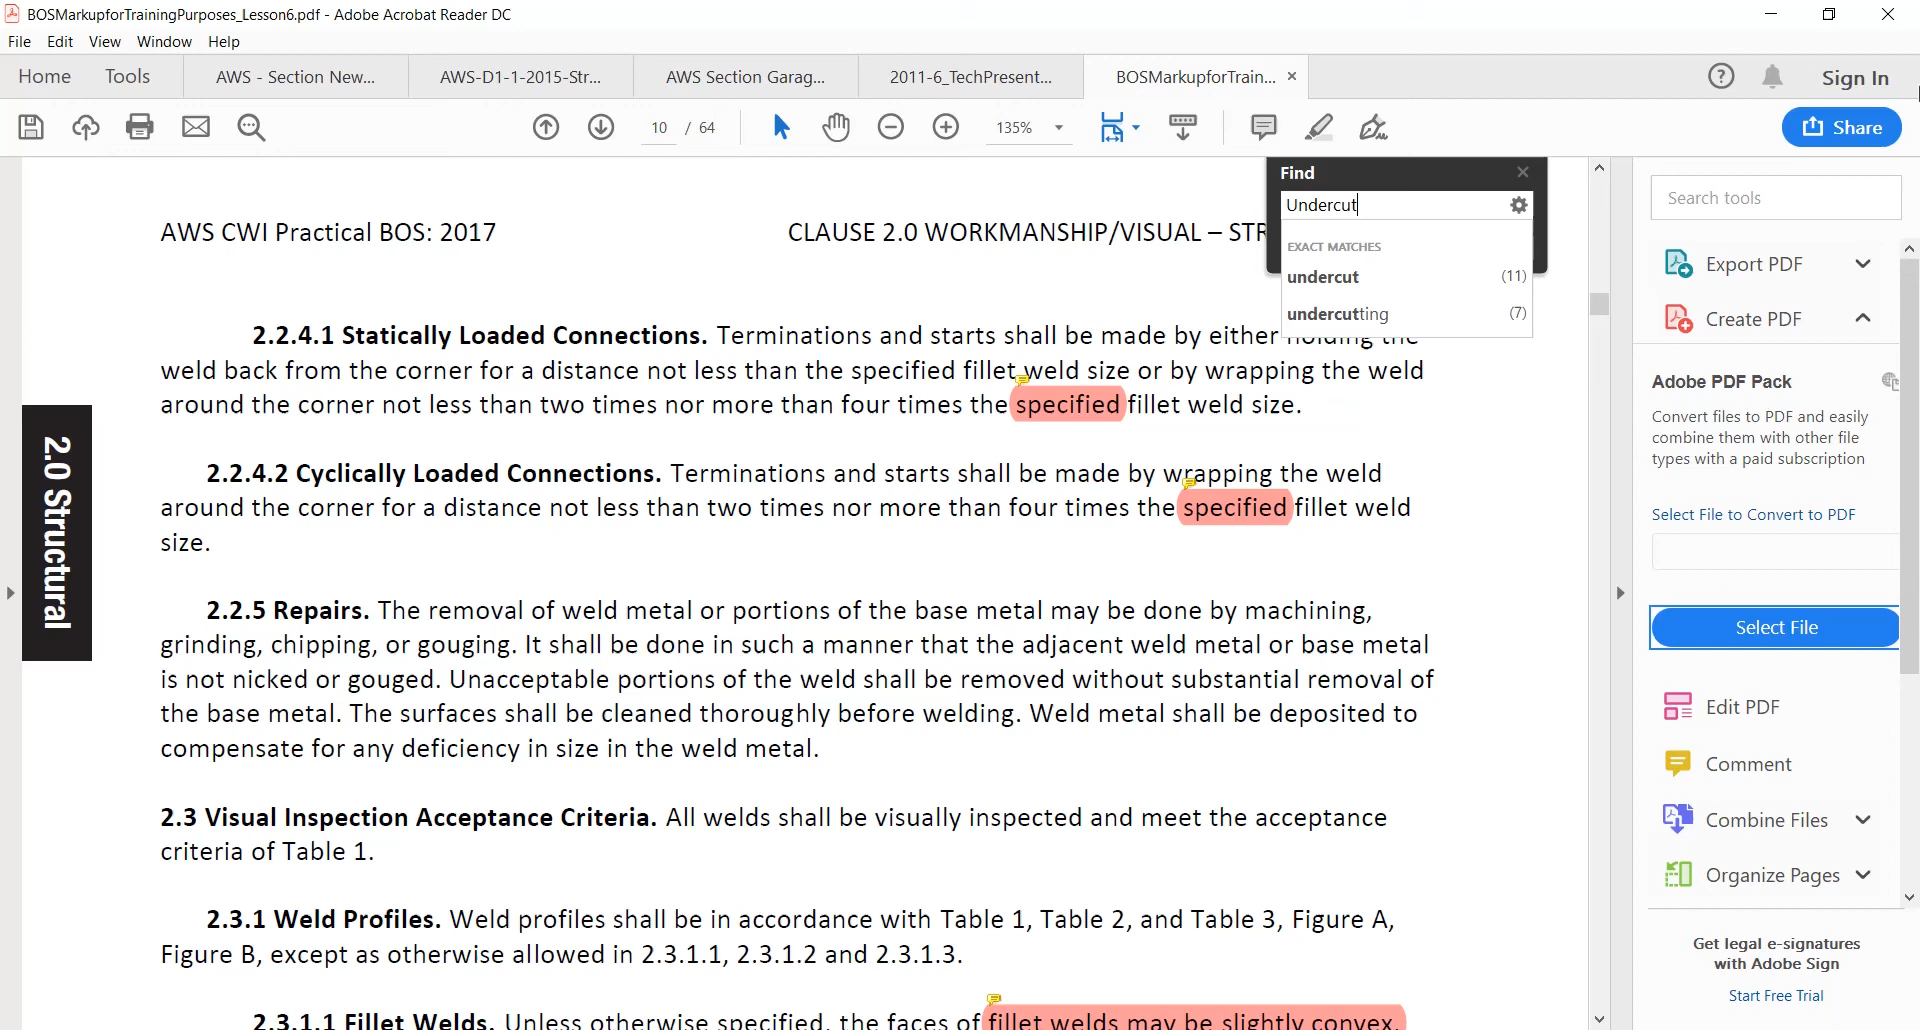 BOSMarkupforTrainingPurposes_Lesson6.pdf - Adobe Acrobat Reader DC
File Edit View Window Help
Home Tools AWS - Section New... AWS-D1-1-2015-Str... AWS Section Garag... 2011-6_TechPresent... BOSMarkupforTrain... × ? Sign In
10 / 64 135% Share
Find
Undercut
EXACT MATCHES
undercut (11)
undercutting (7)
AWS CWI Practical BOS: 2017 CLAUSE 2.0 WORKMANSHIP/VISUAL – STR
2.0 Structural
2.2.4.1 Statically Loaded Connections. Terminations and starts shall be made by either holding the
weld back from the corner for a distance not less than the specified fillet weld size or by wrapping the weld
around the corner not less than two times nor more than four times the specified fillet weld size.
2.2.4.2 Cyclically Loaded Connections. Terminations and starts shall be made by wrapping the weld
around the corner for a distance not less than two times nor more than four times the specified fillet weld
size.
2.2.5 Repairs. The removal of weld metal or portions of the base metal may be done by machining,
grinding, chipping, or gouging. It shall be done in such a manner that the adjacent weld metal or base metal
is not nicked or gouged. Unacceptable portions of the weld shall be removed without substantial removal of
the base metal. The surfaces shall be cleaned thoroughly before welding. Weld metal shall be deposited to
compensate for any deficiency in size in the weld metal.
2.3 Visual Inspection Acceptance Criteria. All welds shall be visually inspected and meet the acceptance
criteria of Table 1.
2.3.1 Weld Profiles. Weld profiles shall be in accordance with Table 1, Table 2, and Table 3, Figure A,
Figure B, except as otherwise allowed in 2.3.1.1, 2.3.1.2 and 2.3.1.3.
2.3.1.1 Fillet Welds. Unless otherwise specified, the faces of fillet welds may be slightly convex,
Search tools
Export PDF
Create PDF
Adobe PDF Pack
Convert files to PDF and easily
combine them with other file
types with a paid subscription
Select File to Convert to PDF
Select File
Edit PDF
Comment
Combine Files
Organize Pages
Get legal e-signatures
with Adobe Sign
Start Free Trial